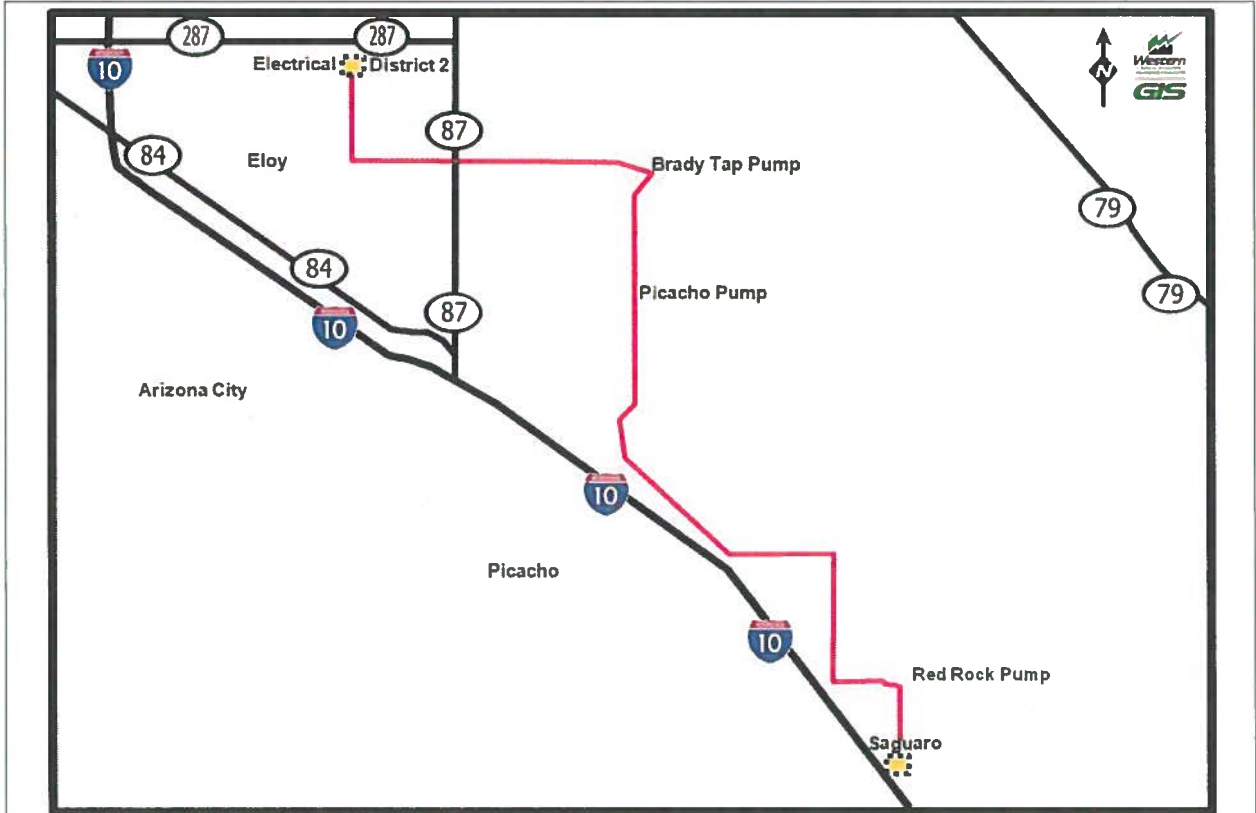 287
287
10
Electrical District 2
N
Western
GIS
87
84
Eloy
Brady Tap Pump
79
84
Picacho Pump
79
87
10
Arizona City
10
Picacho
10
Red Rock Pump
Saguaro